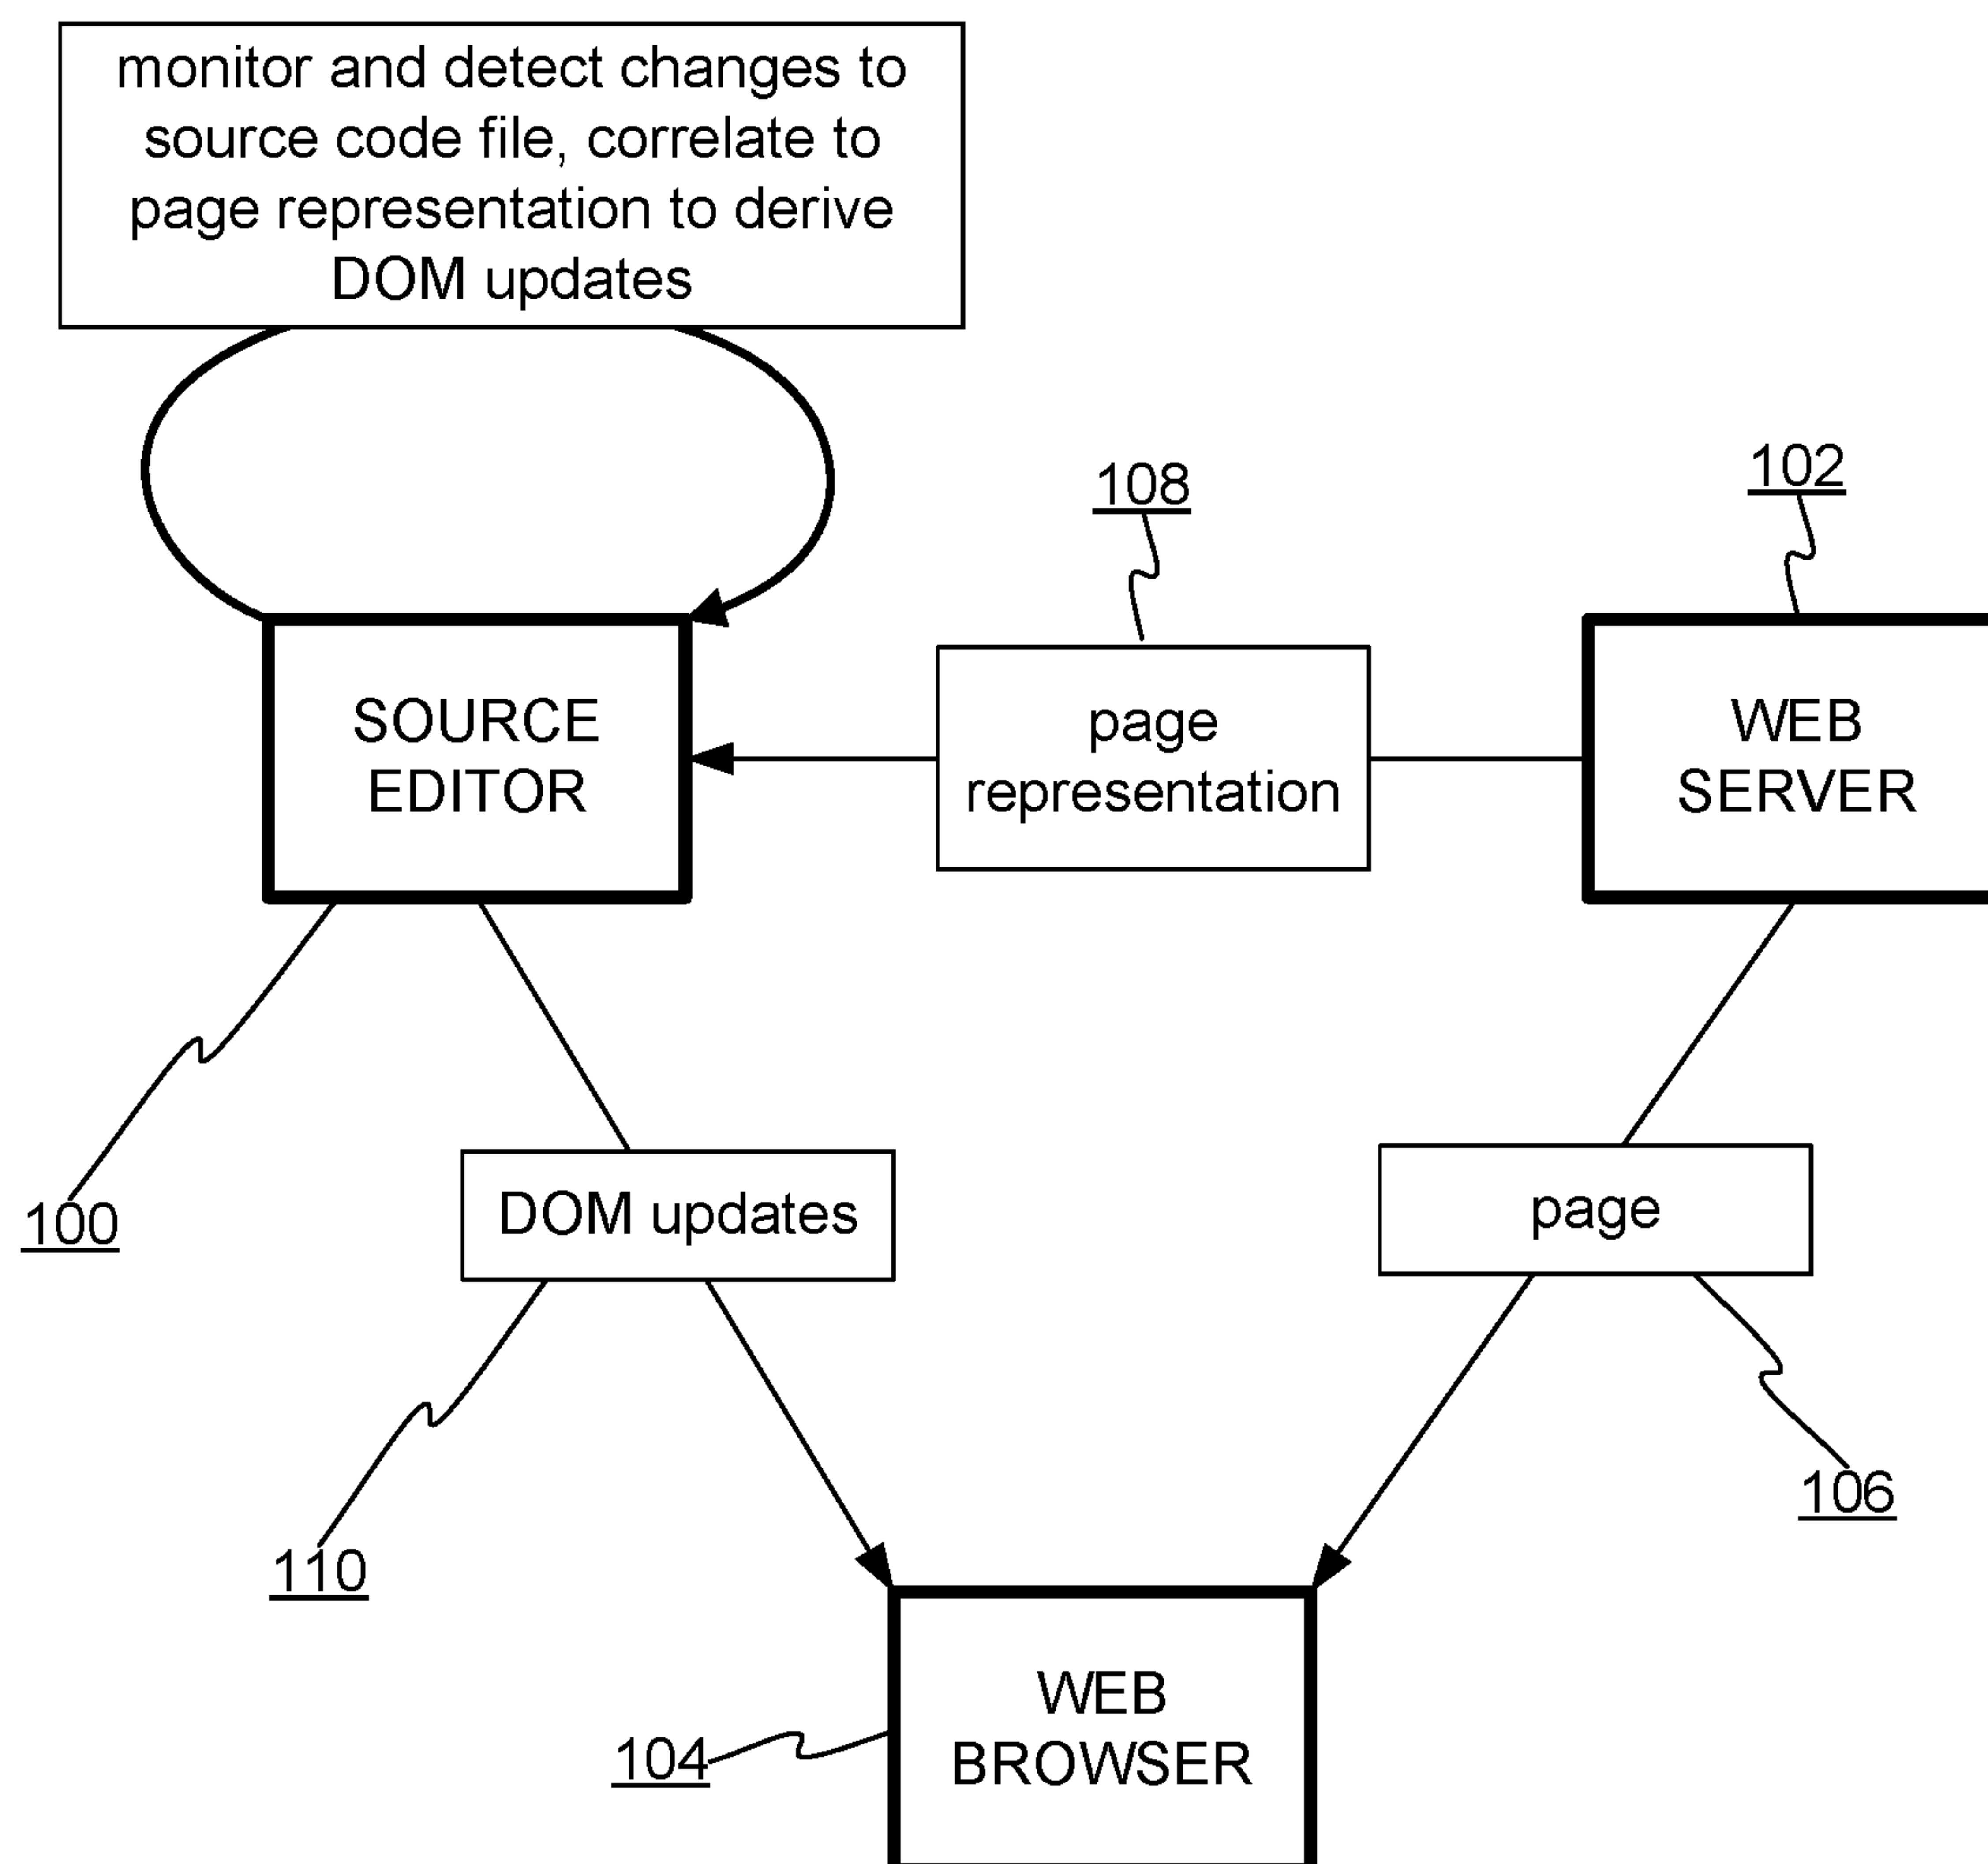 monitor and detect changes to
source code file, correlate to
page representation to derive
DOM updates
108
102
SOURCE
EDITOR
page
representation
WEB
SERVER
100
DOM updates
page
110
106
104
WEB
BROWSER